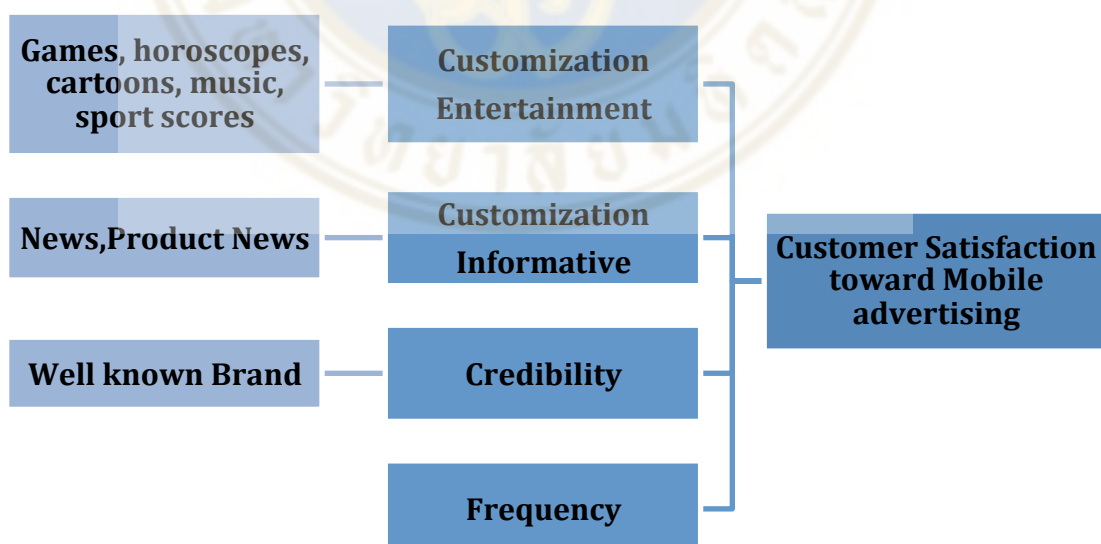 Games, horoscopes,
cartoons, music,
sport scores
Customization
Entertainment
News,Product News
Customization
Informative
Customer Satisfaction
toward Mobile
advertising
Well known Brand
Credibility
Frequency